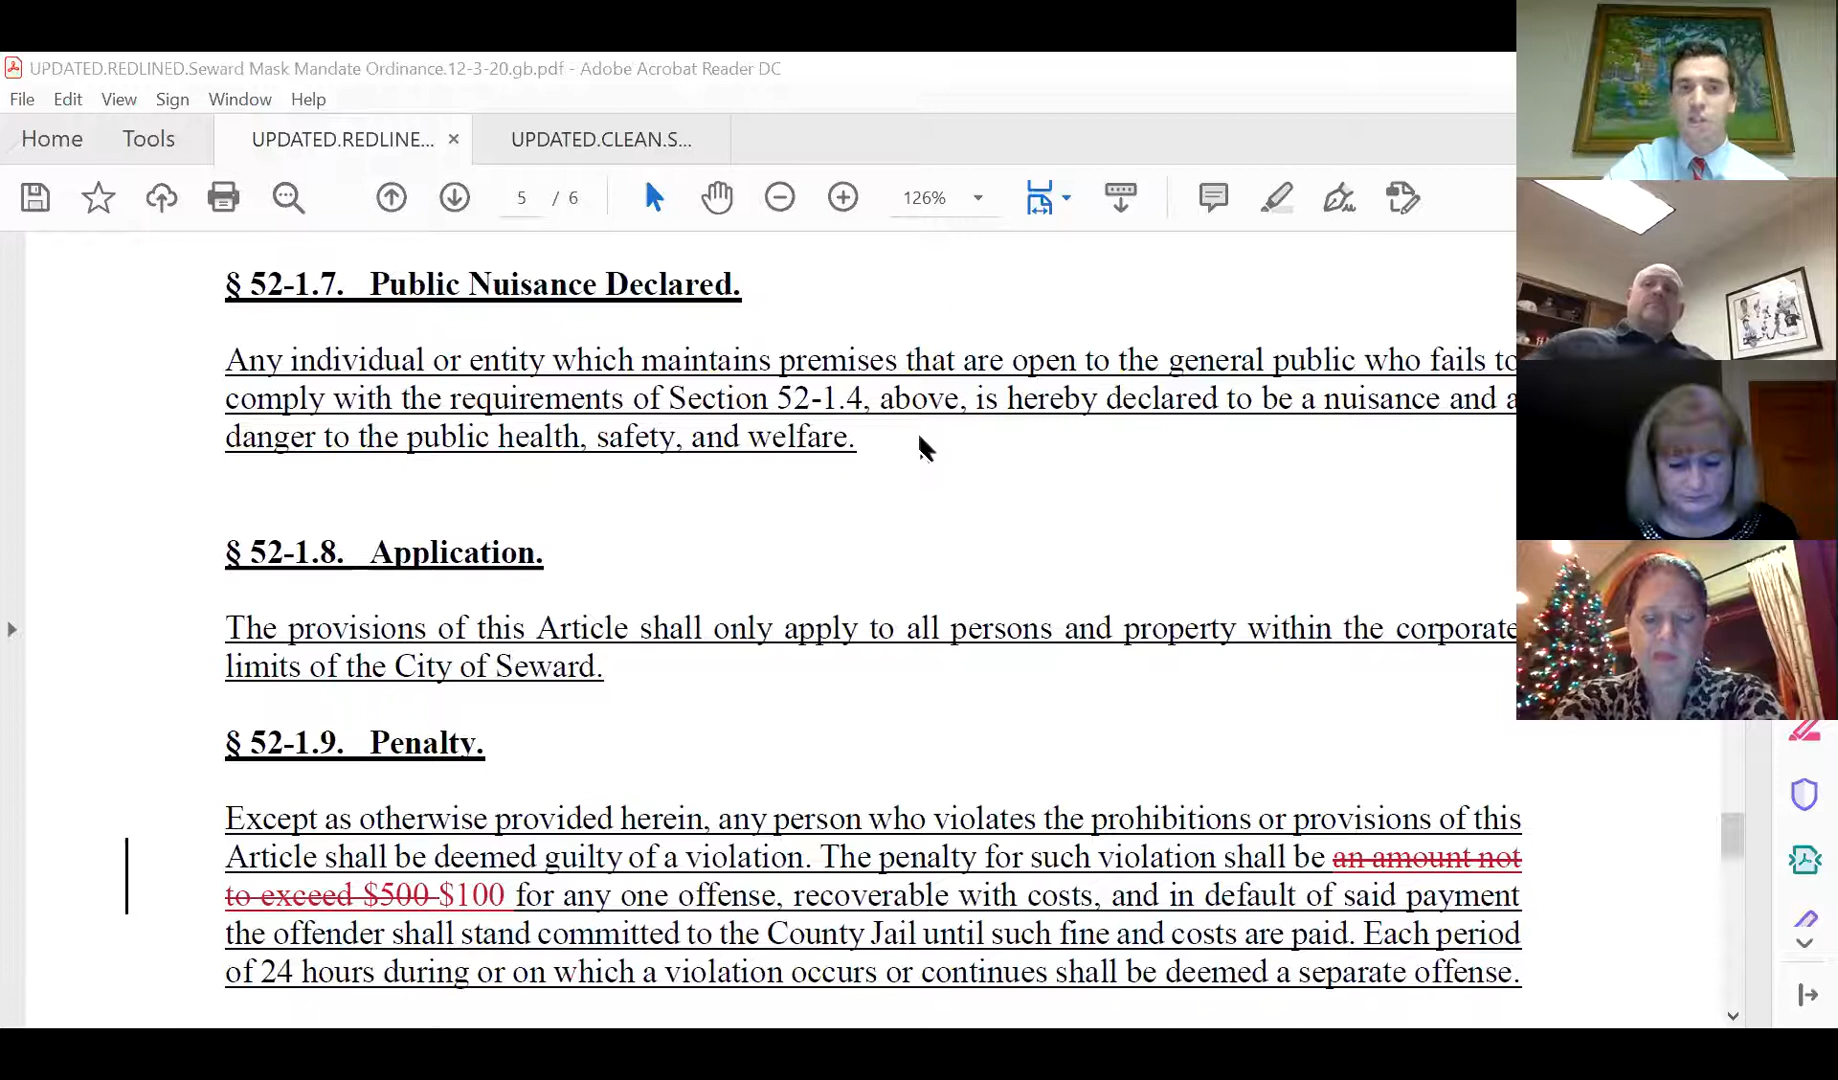 UPDATED.REDLINED.Seward Mask Mandate Ordinance.12-3-20.gb.pdf - Adobe Acrobat Reader DC
File Edit View Sign Window Help
Home Tools UPDATED.REDLINE... × UPDATED.CLEAN.S...
5 / 6 126%
§ 52-1.7. Public Nuisance Declared.
Any individual or entity which maintains premises that are open to the general public who fails to
comply with the requirements of Section 52-1.4, above, is hereby declared to be a nuisance and a
danger to the public health, safety, and welfare.
§ 52-1.8. Application.
The provisions of this Article shall only apply to all persons and property within the corporate
limits of the City of Seward.
§ 52-1.9. Penalty.
Except as otherwise provided herein, any person who violates the prohibitions or provisions of this
Article shall be deemed guilty of a violation. The penalty for such violation shall be an amount not
to exceed $500 $100 for any one offense, recoverable with costs, and in default of said payment
the offender shall stand committed to the County Jail until such fine and costs are paid. Each period
of 24 hours during or on which a violation occurs or continues shall be deemed a separate offense.